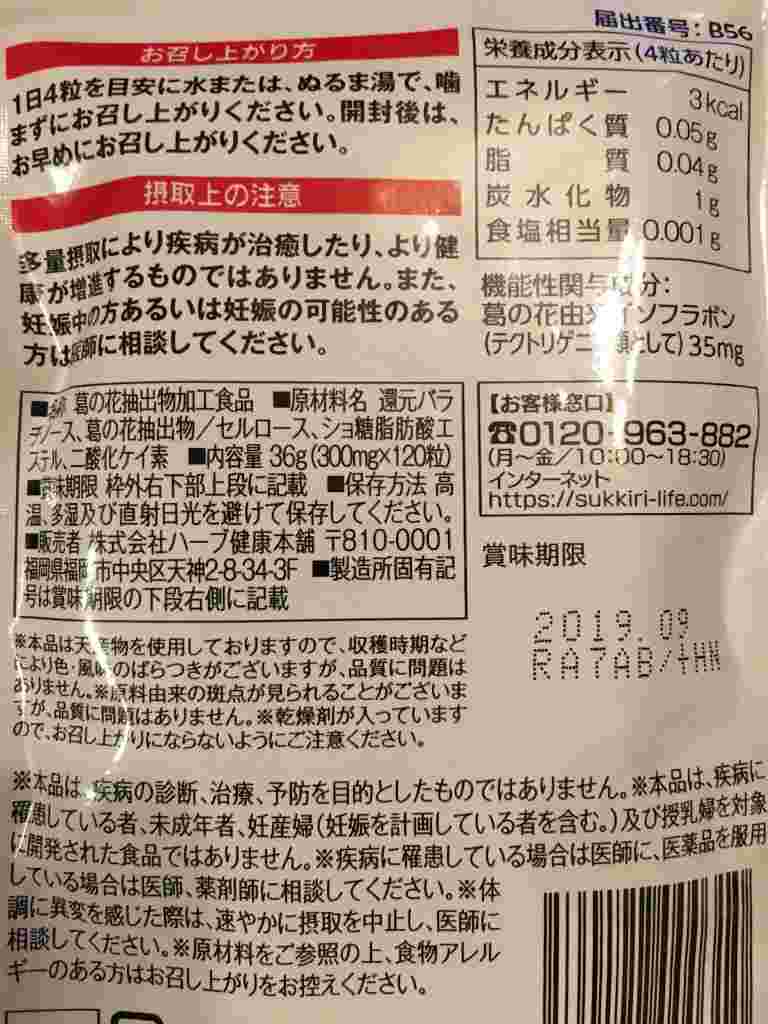 届出番号：B56
お召し上がり方
1日4粒を目安に水または、ぬるま湯で、噛
まずにお召し上がりください。開封後は、
お早めにお召し上がりください。
摂取上の注意
多量摂取により疾病が治癒したり、より健
康が増進するものではありません。また、
妊娠中の方あるいは妊娠の可能性のある
方は医師に相談してください。
栄養成分表示(4粒あたり)
エネルギー 3kcal
たんぱく質 0.05g
脂質 0.04g
炭水化物 1g
食塩相当量 0.001g
機能性関与成分：
葛の花由来イソフラボン
(テクトリゲニン類として)35mg
■名称 葛の花抽出物加工食品 ■原材料名 還元パラ
チノース、葛の花抽出物／セルロース、ショ糖脂肪酸エ
ステル、二酸化ケイ素 ■内容量 36g(300mg×120粒)
■賞味期限 枠外右下部上段に記載 ■保存方法 高
温、多湿及び直射日光を避けて保存してください。
■販売者 株式会社ハーブ健康本舗 〒810-0001
福岡県福岡市中央区天神2-8-34-3F ■製造所固有記
号は賞味期限の下段右側に記載
【お客様窓口】
☎0120-963-882
(月～金／10:00～18:30)
インターネット
https://sukkiri-life.com/
賞味期限
2019.09
RA7AB/tHN
※本品は天産物を使用しておりますので、収穫時期など
により色・風味のばらつきがございますが、品質に問題は
ありません。※原料由来の斑点が見られることがございま
すが、品質に問題はありません。※乾燥剤が入っています
ので、お召し上がりにならないようにご注意ください。
※本品は、疾病の診断、治療、予防を目的としたものではありません。※本品は、疾病に
罹患している者、未成年者、妊産婦(妊娠を計画している者を含む。)及び授乳婦を対象
に開発された食品ではありません。※疾病に罹患している場合は医師に、医薬品を服用
している場合は医師、薬剤師に相談してください。※体
調に異変を感じた際は、速やかに摂取を中止し、医師に
相談してください。※原材料をご参照の上、食物アレル
ギーのある方はお召し上がりをお控えください。